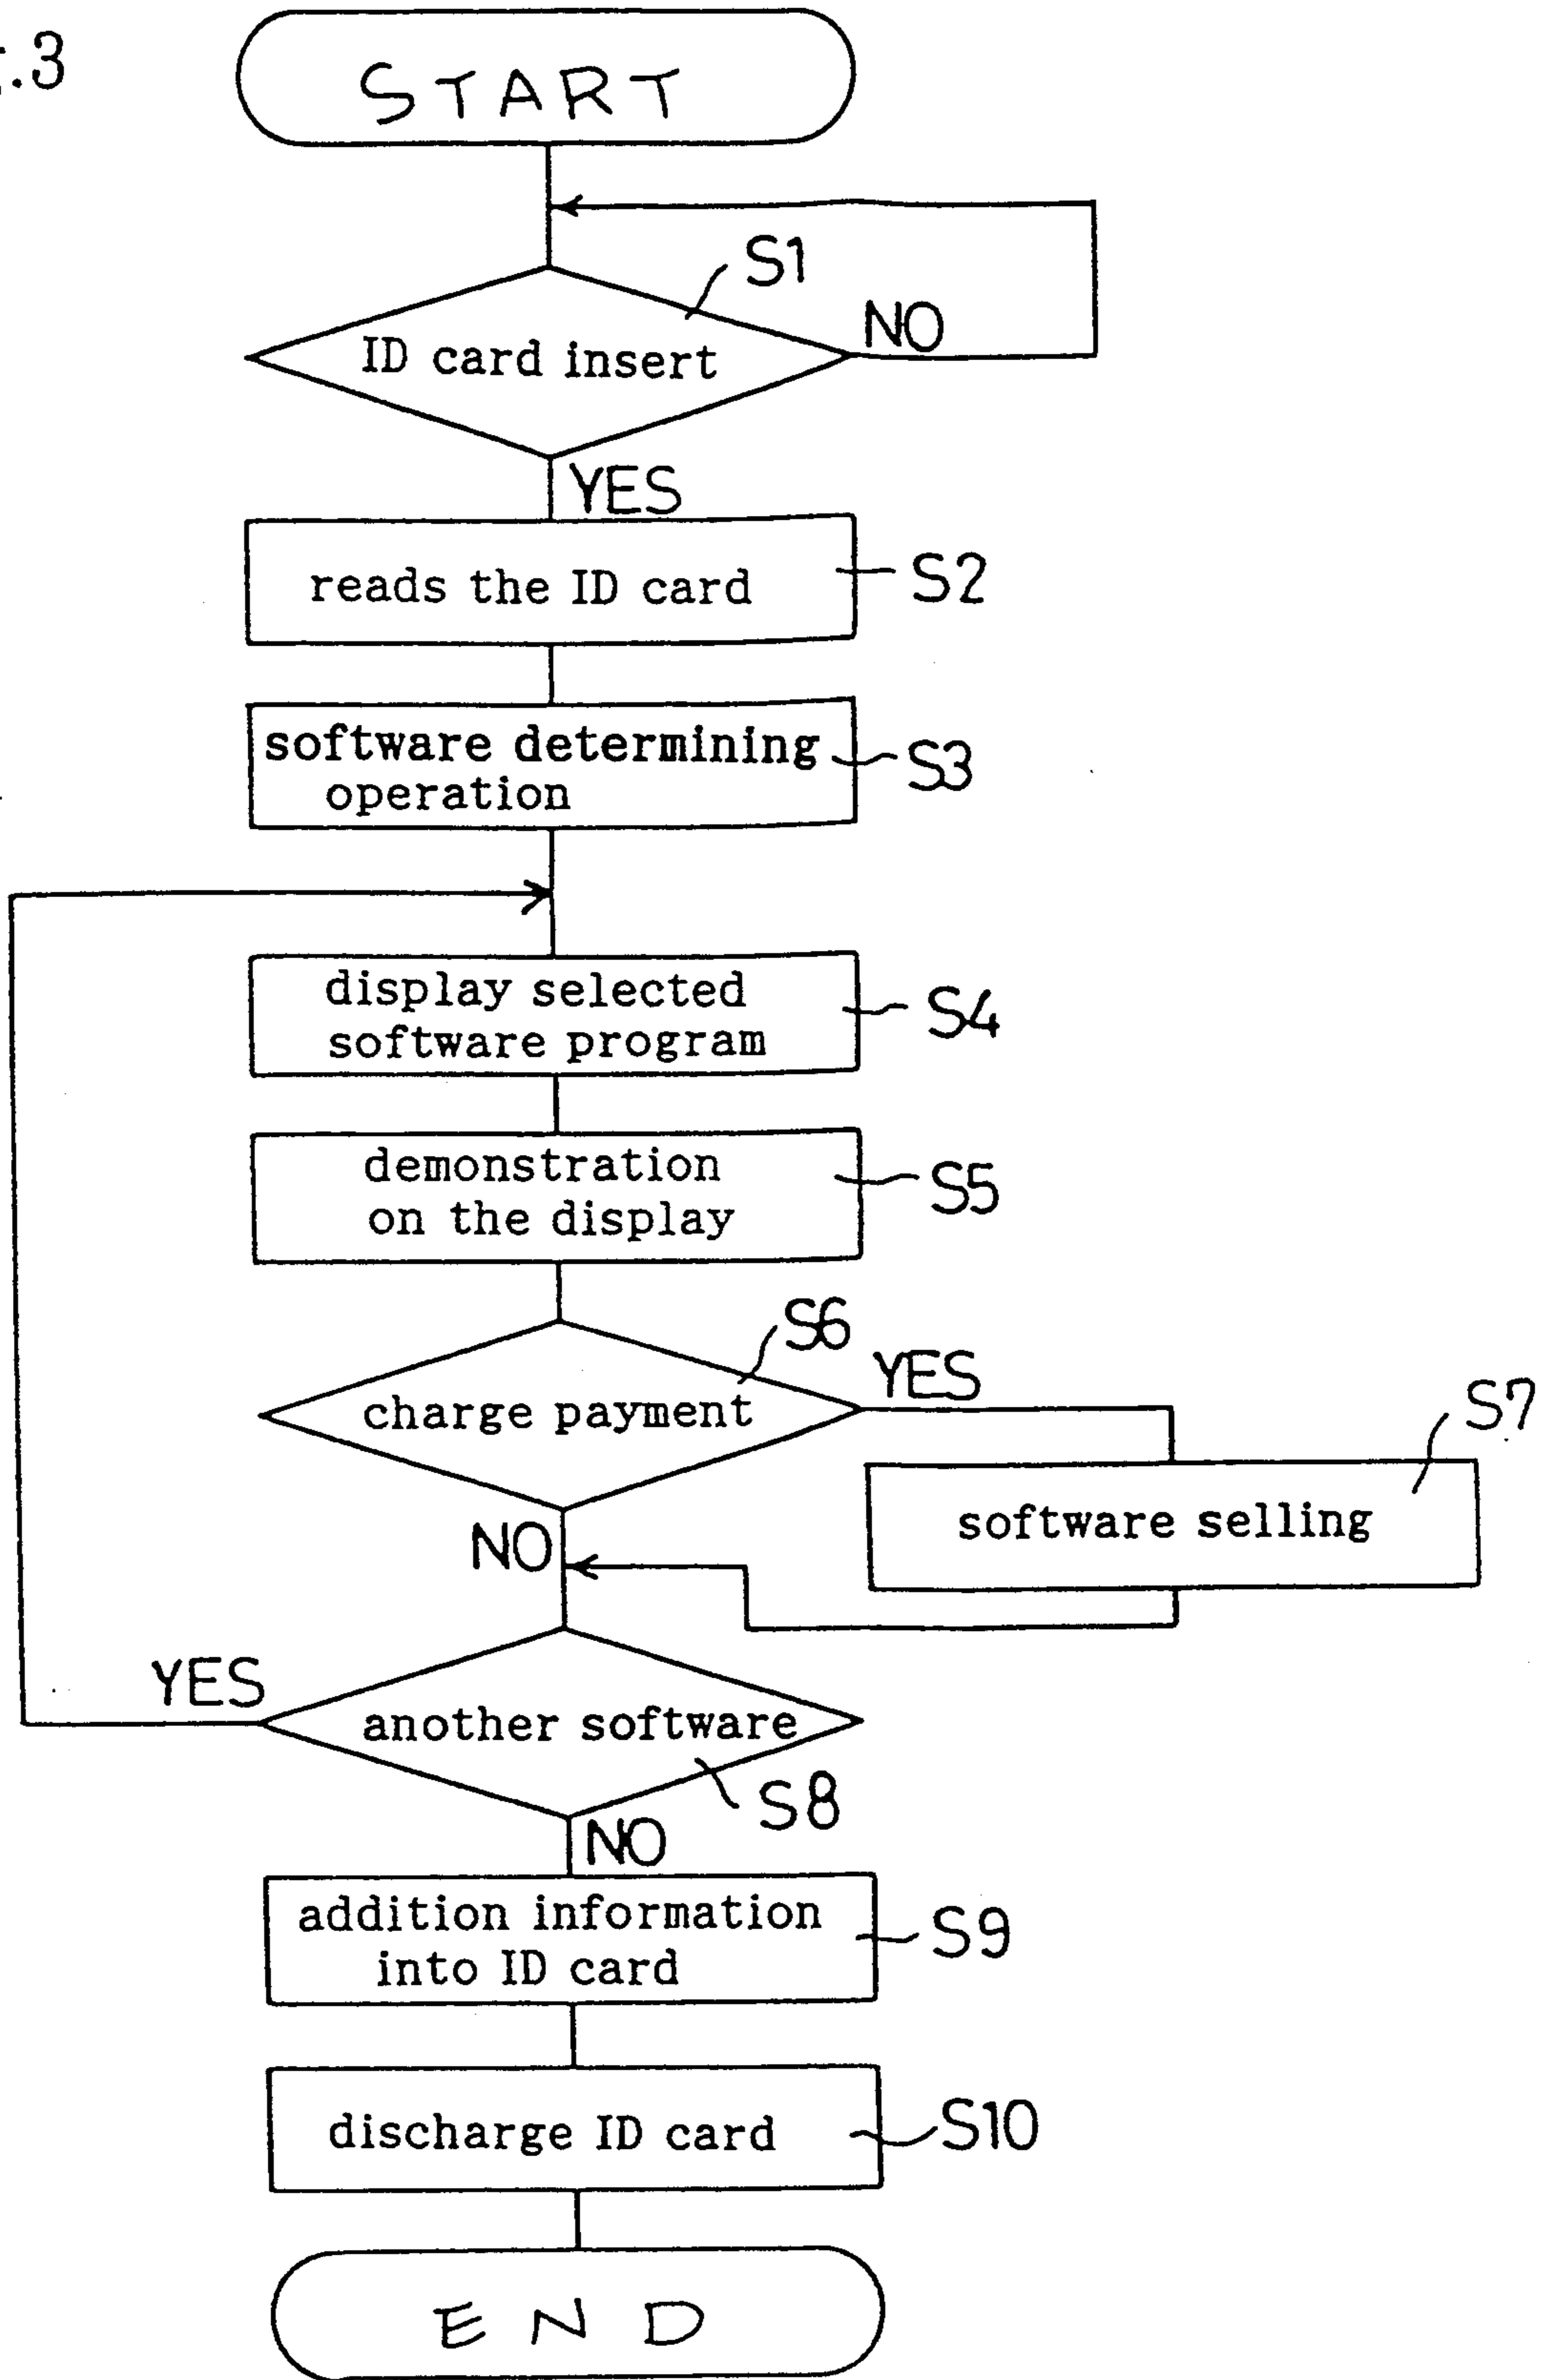 .3
START
S1
ID card insert
NO
YES
reads the ID card
S2
software determining
operation
S3
display selected
software program
S4
demonstration
on the display
S5
S6
charge payment
YES
S7
software selling
NO
YES
another software
S8
NO
addition information
into ID card
S9
discharge ID card
S10
END